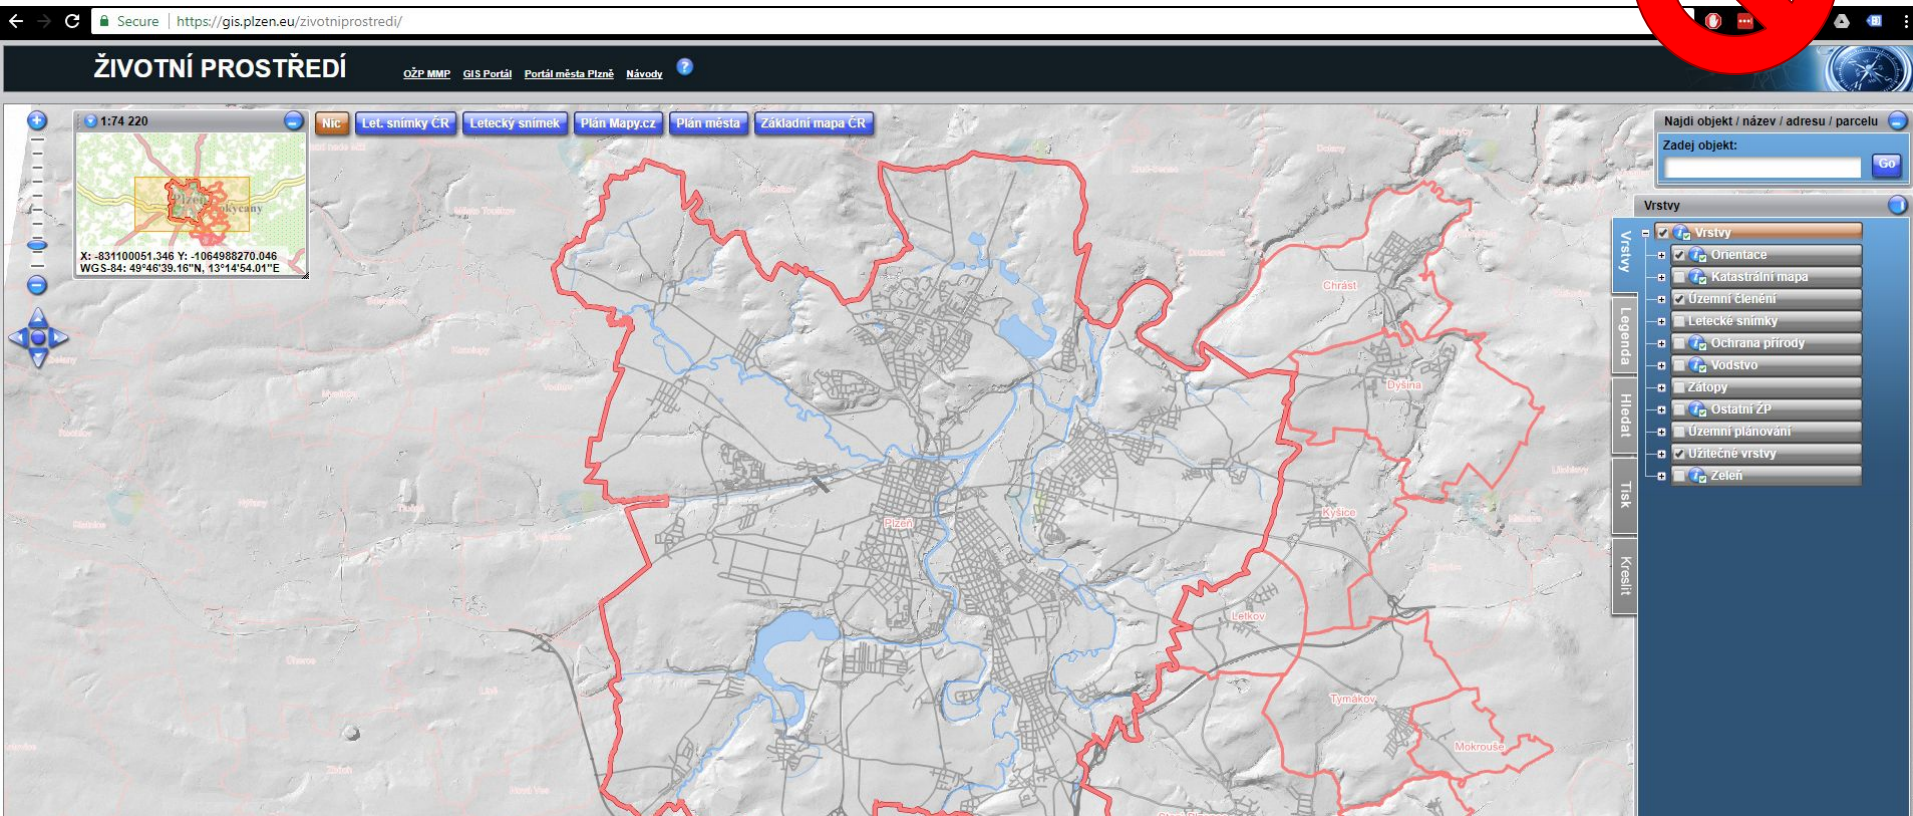 Secure | https://gis.plzen.eu/zivotniprostredi/
ŽIVOTNÍ PROSTŘEDÍ
OŽP MMP GIS Portál Portál města Plzně Návody ?
1:74 220
Plzeň
okycany
X: -831100051.346 Y: -1064988270.046
WGS-84: 49°46'39.16"N, 13°14'54.01"E
Nic Let. snímky ČR Letecký snímek Plán Mapy.cz Plán města Základní mapa ČR
Najdi objekt / název / adresu / parcelu
Zadej objekt:
Go
Vrstvy
Vrstvy
Legenda
Hledat
Tisk
Kreslit
Vrstvy
Orientace
Katastrální mapa
Územní členění
Letecké snímky
Ochrana přírody
Vodstvo
Zátopy
Ostatní ŽP
Územní plánování
Užitečné vrstvy
Zeleň
Chrást
Dyšina
Kyšice
Plzeň
Letkov
Tymákov
Mokrouše